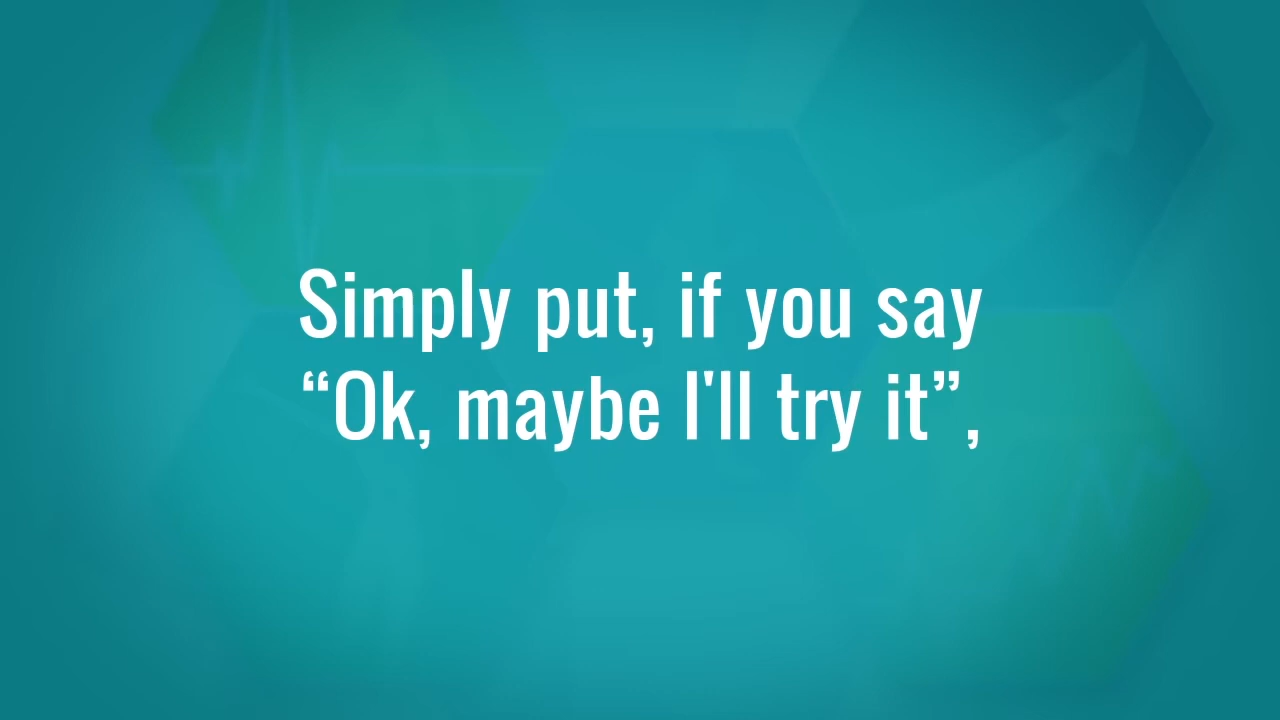 Simply put, if you say
“Ok, maybe I'll try it”,